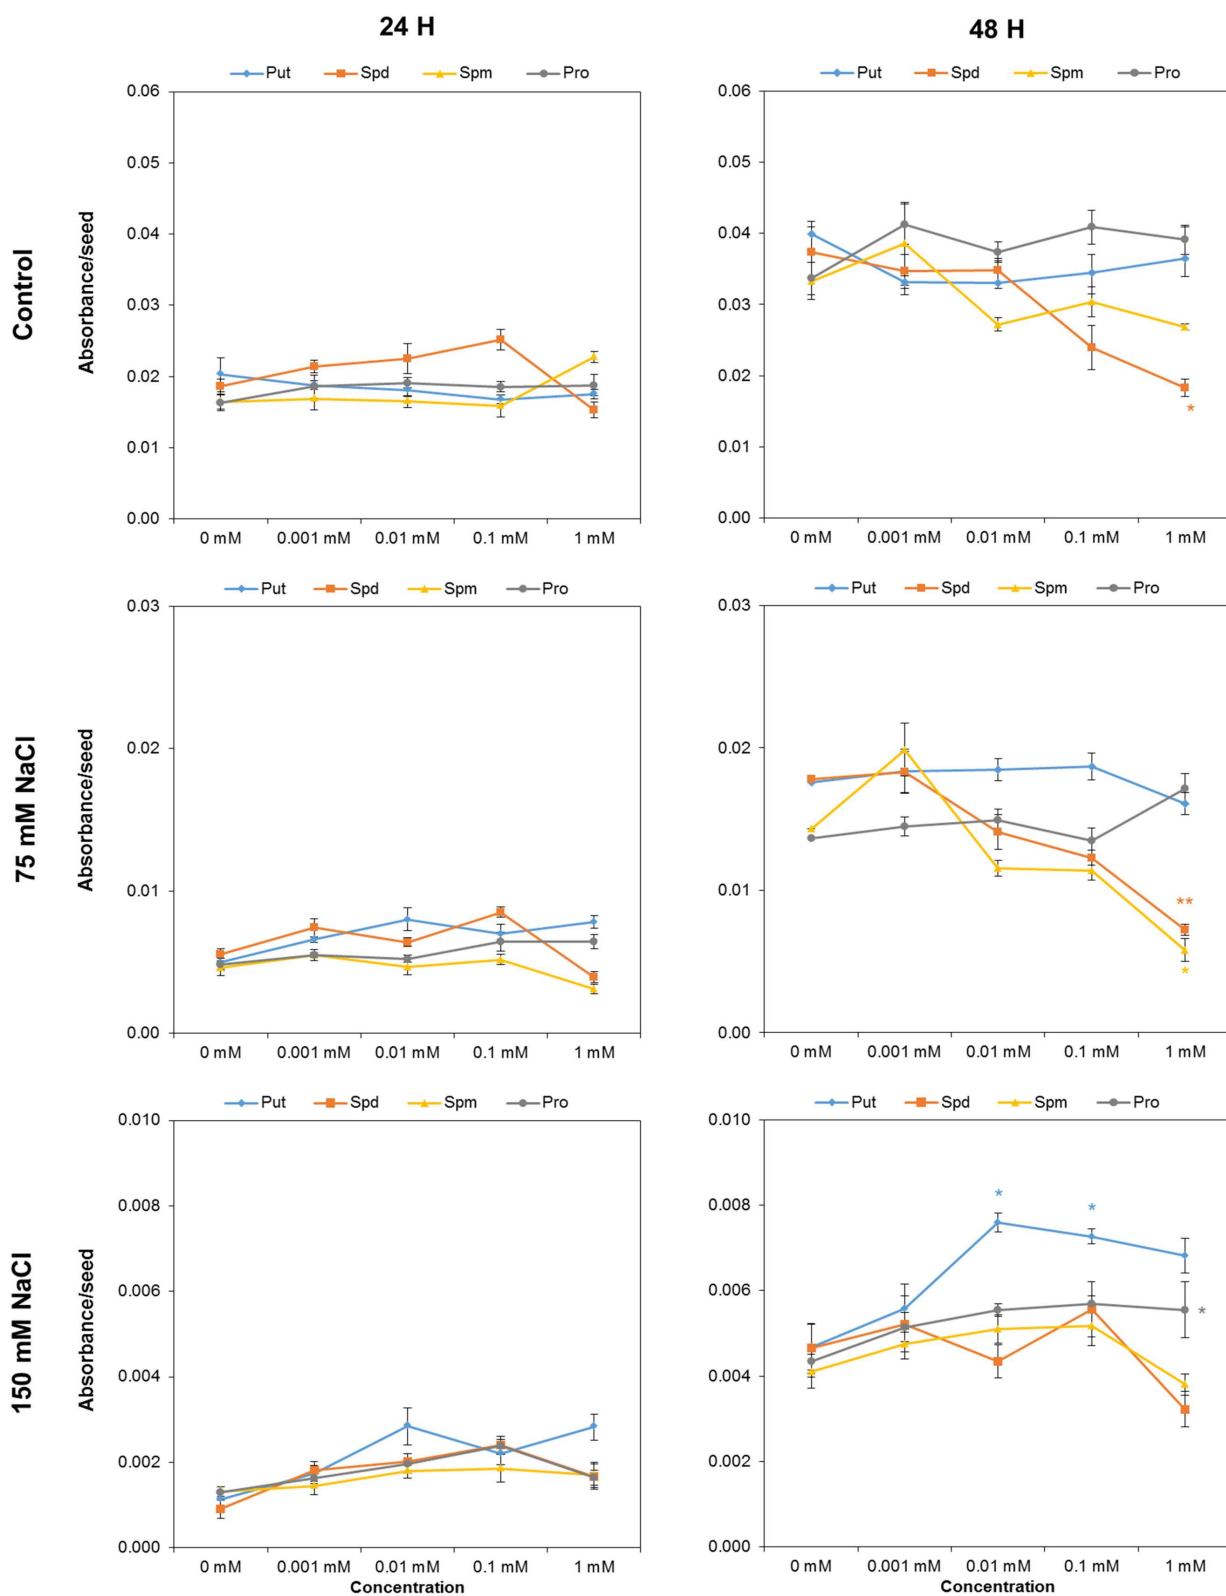 24 H 48 H
Put Spd Spm Pro Put Spd Spm Pro
Control
Absorbance/seed Absorbance/seed
0.06 0.06
0.05 0.05
0.04 0.04
0.03 0.03
0.02 0.02
*
0.01 0.01
0.00 0.00
0 mM 0.001 mM 0.01 mM 0.1 mM 1 mM 0 mM 0.001 mM 0.01 mM 0.1 mM 1 mM
Put Spd Spm Pro Put Spd Spm Pro
75 mM NaCl
Absorbance/seed Absorbance/seed
0.03 0.03
0.02 0.02
0.01 0.01
**
*
0.00 0.00
0 mM 0.001 mM 0.01 mM 0.1 mM 1 mM 0 mM 0.001 mM 0.01 mM 0.1 mM 1 mM
Put Spd Spm Pro Put Spd Spm Pro
150 mM NaCl
Absorbance/seed Absorbance/seed
0.010 0.010
0.008 0.008
* *
0.006 0.006
*
0.004 0.004
0.002 0.002
0.000 0.000
0 mM 0.001 mM 0.01 mM 0.1 mM 1 mM 0 mM 0.001 mM 0.01 mM 0.1 mM 1 mM
Concentration Concentration